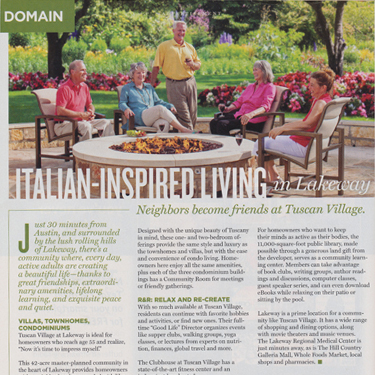 DOMAIN
ITALIAN-INSPIRED LIVING in Lakeway
Neighbors become friends at Tuscan Village.
Just 30 minutes from
Austin, and surrounded
by the lush rolling hills
of Lakeway, there's a
community where, every day,
active adults are creating
a beautiful life—thanks to
great friendships, extraordi-
nary amenities, lifelong
learning, and exquisite peace
and quiet.
VILLAS, TOWNHOMES,
CONDOMINIUMS
Tuscan Village at Lakeway is ideal for
homeowners who reach age 55 and realize,
"Now it's time to improve myself!"
This 42-acre master-planned community in
the heart of Lakeway provides homeowners
Designed with the unique beauty of Tuscany
in mind, these one- and two-bedroom of-
ferings provide the same style and luxury as
the townhomes and villas, but with the ease
and convenience of condo living. Home-
owners here enjoy all the same amenities,
plus each of the three condominium build-
ings has a Community Room for meetings
or friendly gatherings.
R&R: RELAX AND RE-CREATE
With so much available at Tuscan Village,
residents can continue with favorite hobbies
and activities, or find new ones. Their full-
time "Good Life" Director organizes events
like supper clubs, walking groups, yoga
classes, or lectures from experts on nutri-
tion, finances, global travel and more.
The Clubhouse at Tuscan Village has a
state-of-the-art fitness center and an
For homeowners who want to keep
their minds as active as their bodies, the
11,000-square-foot public library, made
possible through a generous land gift from
the developer, serves as a community learn-
ing center. Members can take advantage
of book clubs, writing groups, author read-
ings and discussions, computer classes,
guest speaker series, and can even download
eBooks while relaxing on their patio or
sitting by the pool.
Lakeway is a prime location for a commu-
nity like Tuscan Village. It has a wide range
of shopping and dining options, along
with movie theaters and music venues.
The Lakeway Regional Medical Center is
just minutes away, as is The Hill Country
Galleria Mall, Whole Foods Market, local
shops and pharmacies.